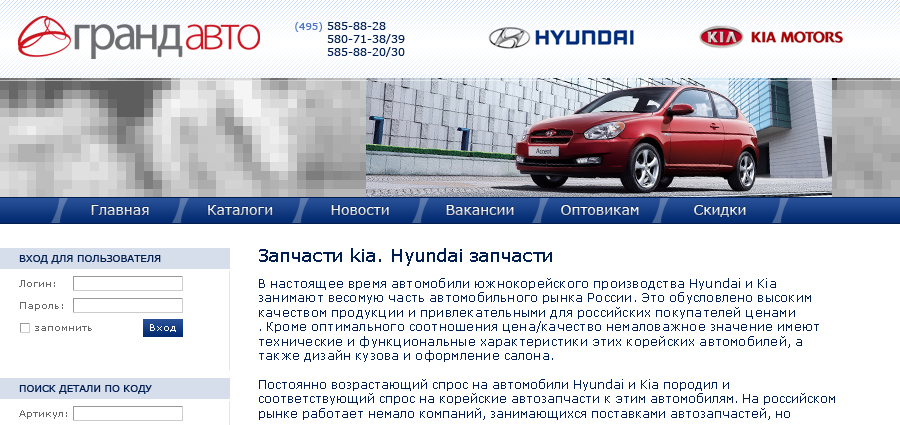 грандавто
(495) 585-88-28
580-71-38/39
585-88-20/30
HYUNDAI
KIA KIA MOTORS
Accent
Главная Каталоги Новости Вакансии Оптовикам Скидки
ВХОД ДЛЯ ПОЛЬЗОВАТЕЛЯ
Логин:
Пароль:
запомнить Вход
ПОИСК ДЕТАЛИ ПО КОДУ
Артикул:
Запчасти kia. Hyundai запчасти
В настоящее время автомобили южнокорейского производства Hyundai и Kia
занимают весомую часть автомобильного рынка России. Это обусловлено высоким
качеством продукции и привлекательными для российских покупателей ценами
. Кроме оптимального соотношения цена/качество немаловажное значение имеют
технические и функциональные характеристики этих корейских автомобилей, а
также дизайн кузова и оформление салона.
Постоянно возрастающий спрос на автомобили Hyundai и Kia породил и
соответствующий спрос на корейские автозапчасти к этим автомобилям. На российском
рынке работает немало компаний, занимающихся поставками автозапчастей, но